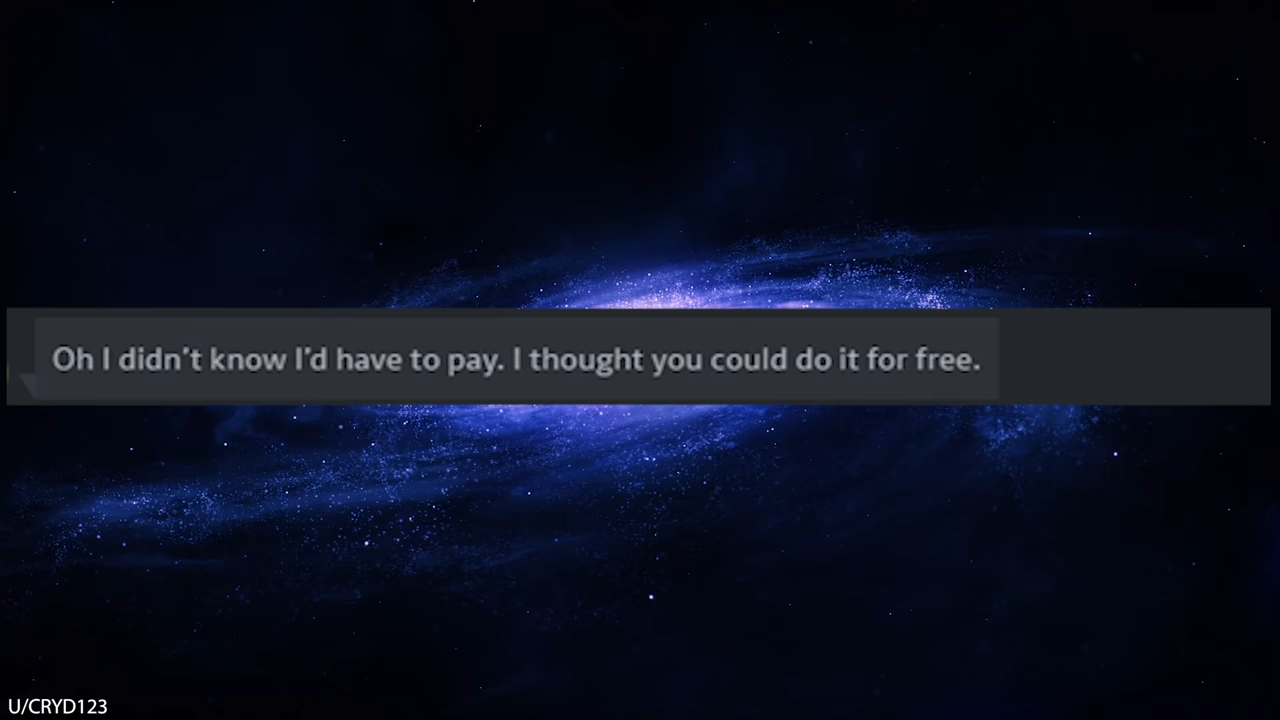 Oh I didn't know I'd have to pay. I thought you could do it for free.
U/CRYD123